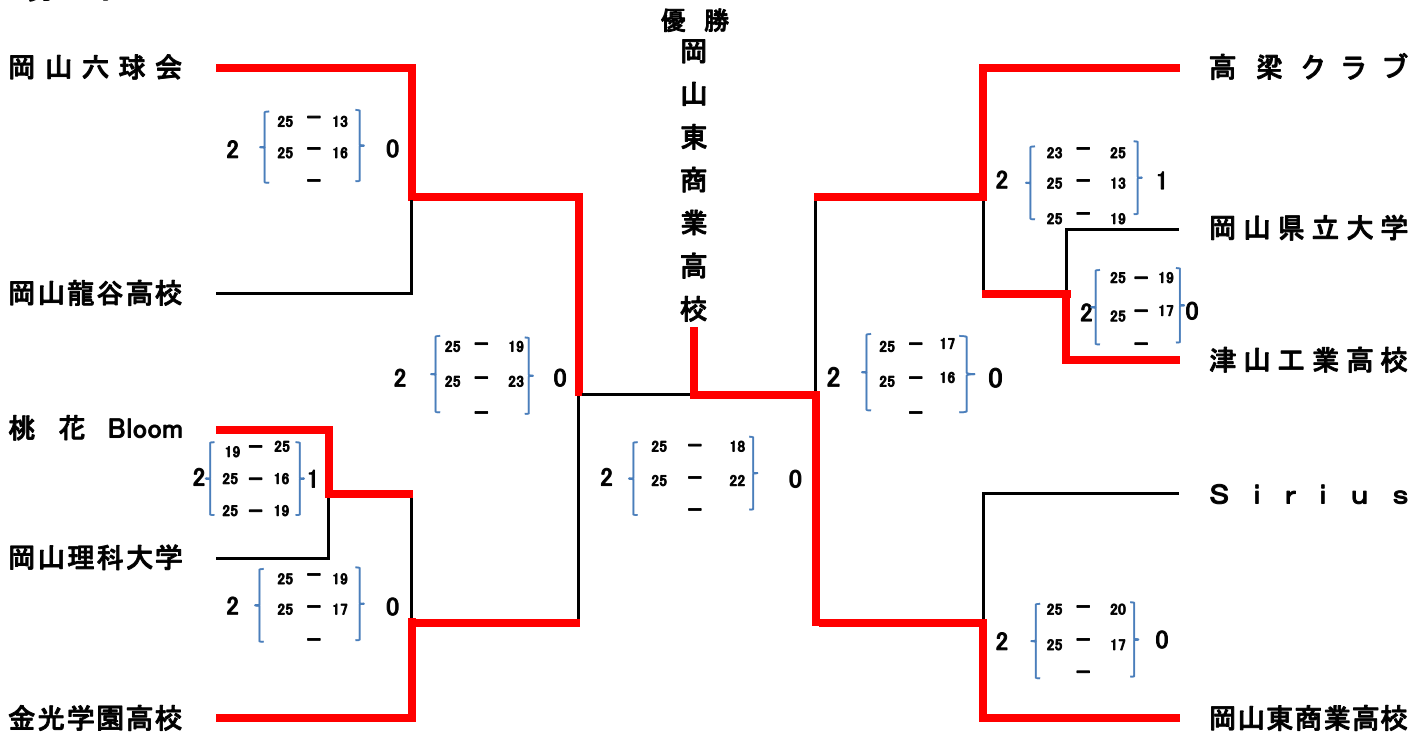 優勝
岡山東商業高校
岡山六球会
25 － 13
2 25 － 16 0
－
岡山龍谷高校
25 － 19
2 25 － 23 0
－
桃花 Bloom
19 － 25
2 25 － 16 1
25 － 19
岡山理科大学
25 － 19
2 25 － 17 0
－
金光学園高校
25 － 18
2 25 － 22 0
－
高梁クラブ
23 － 25
2 25 － 13 1
25 － 19
岡山県立大学
25 － 19
2 25 － 17 0
－
津山工業高校
25 － 17
2 25 － 16 0
－
Ｓｉｒｉｕｓ
25 － 20
2 25 － 17 0
－
岡山東商業高校